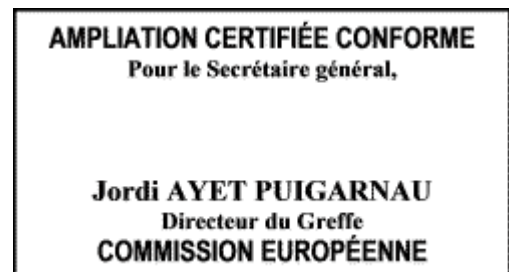 AMPLIATION CERTIFIÉE CONFORME
Pour le Secrétaire général,
Jordi AYET PUIGARNAU
Directeur du Greffe
COMMISSION EUROPÉENNE